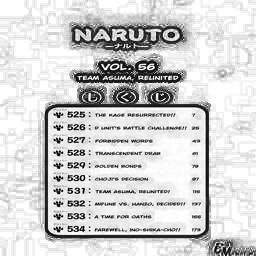 NARUTO
ーナルトー
VOL. 56
TEAM ASUMA, REUNITED
もくじ
525: THE KAGE RESURRECTED!! 7
526: D UNIT'S BATTLE CHALLENGE!! 25
527: FORBIDDEN WORDS 43
528: TRANSCENDENT DRAW 61
529: GOLDEN BONDS 79
530: CHOJI'S DECISION 97
531: TEAM ASUMA, REUNITED! 115
532: MIFUNE VS. HANZO, DECIDED!! 137
533: A TIME FOR OATHS 155
534: FAREWELL, INO-SHIKA-CHO!! 173